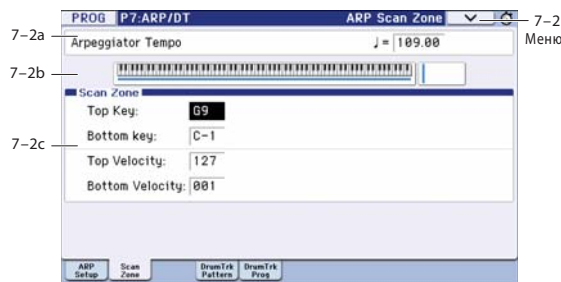 PROG P7:ARP/DT ARP Scan Zone 7–2
Меню
7–2a Arpeggiator Tempo ♩= 109.00
7–2b
Scan Zone
Top Key: G9
Bottom key: C-1
7–2c
Top Velocity: 127
Bottom Velocity: 001
ARP Setup Scan Zone DrumTrk Pattern DrumTrk Prog